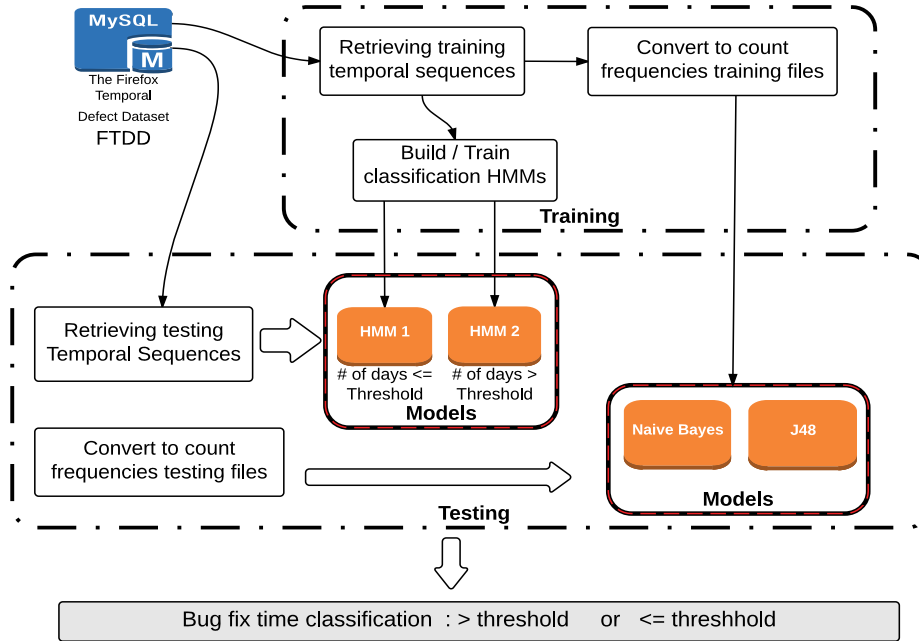 MySQL
M
The Firefox
Temporal
Defect Dataset
FTDD
Retrieving training
temporal sequences
Convert to count
frequencies training files
Build / Train
classification HMMs
Training
Retrieving testing
Temporal Sequences
HMM 1
HMM 2
# of days <=
Threshold
# of days >
Threshold
Models
Convert to count
frequencies testing files
Naive Bayes
J48
Models
Testing
Bug fix time classification : > threshold or <= threshhold